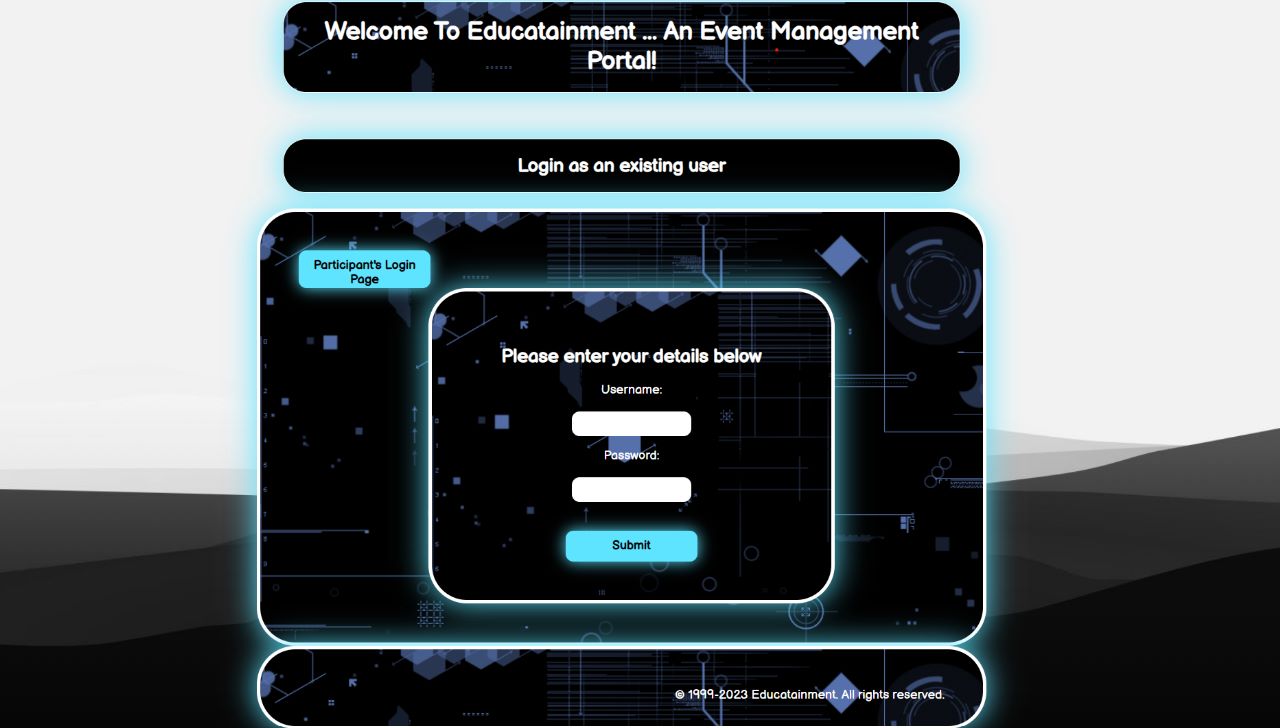 Welcome To Educatainment ... An Event Management
Portal!
Login as an existing user
Participant's Login
Page
Please enter your details below
Username:
Password:
Submit
© 1999-2023 Educatainment. All rights reserved.